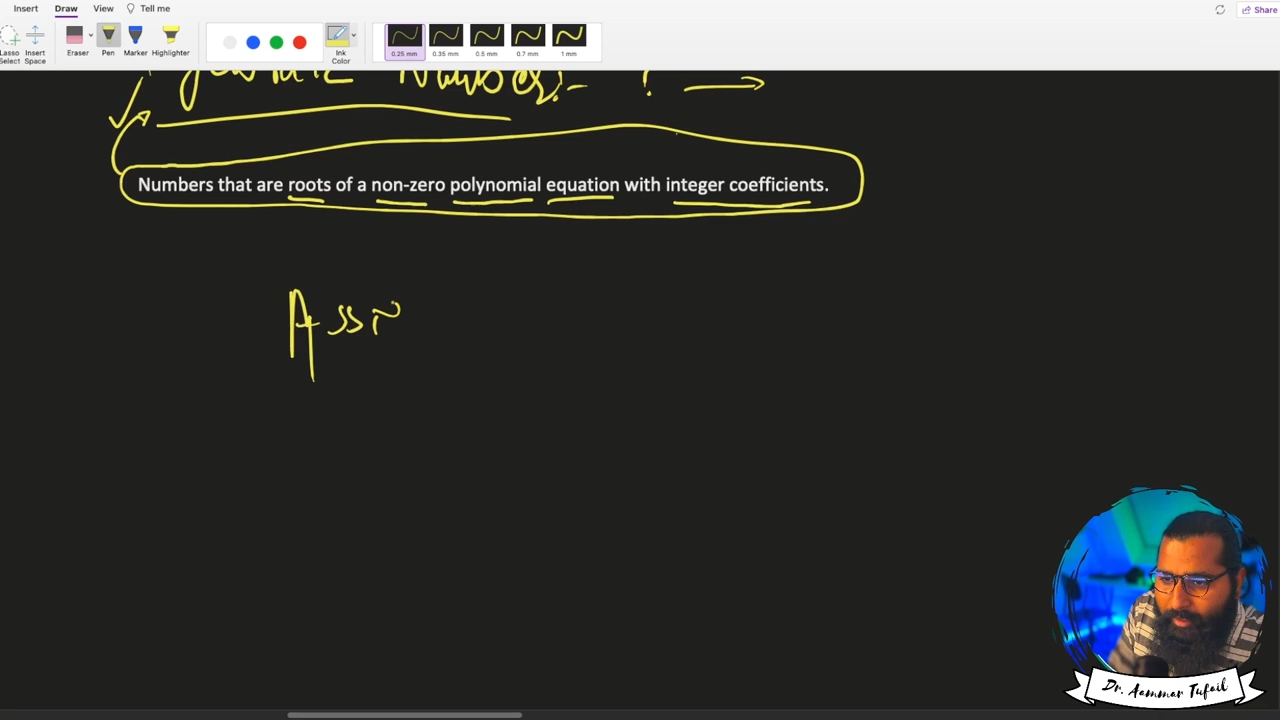 Insert Draw View Tell me
Share
Lasso Select
Insert Space
Eraser
Pen
Marker
Highlighter
Ink Color
0.25 mm
0.35 mm
0.5 mm
0.7 mm
1 mm
Number:- ? →
Numbers that are roots of a non-zero polynomial equation with integer coefficients.
Assi
Dr. Aammar Tufail